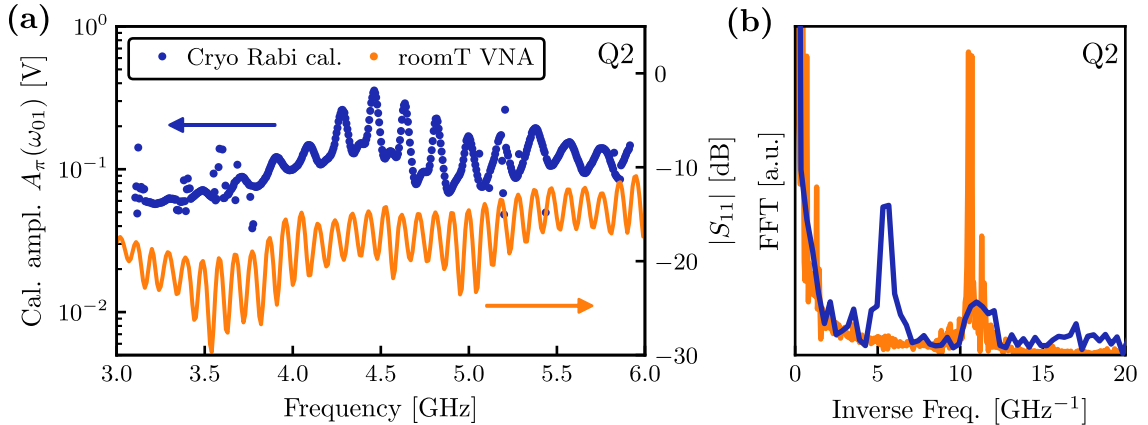 (a)
(b)
Cryo Rabi cal.
roomT VNA
Q2
Cal. ampl. A_π(ω_01) [V]
10^0
10^−1
10^−2
0
−10
−20
−30
|S_11| [dB]
3.0 3.5 4.0 4.5 5.0 5.5 6.0
Frequency [GHz]
Q2
FFT [a.u.]
0 5 10 15 20
Inverse Freq. [GHz^−1]